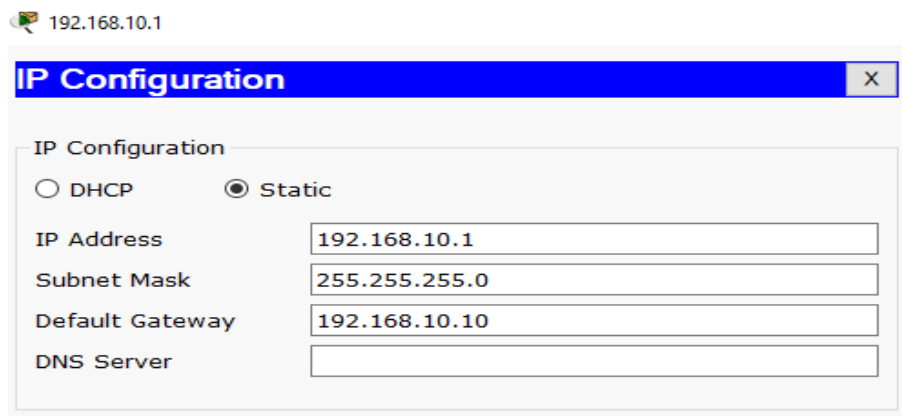 192.168.10.1
IP Configuration X
IP Configuration
DHCP Static
IP Address 192.168.10.1
Subnet Mask 255.255.255.0
Default Gateway 192.168.10.10
DNS Server